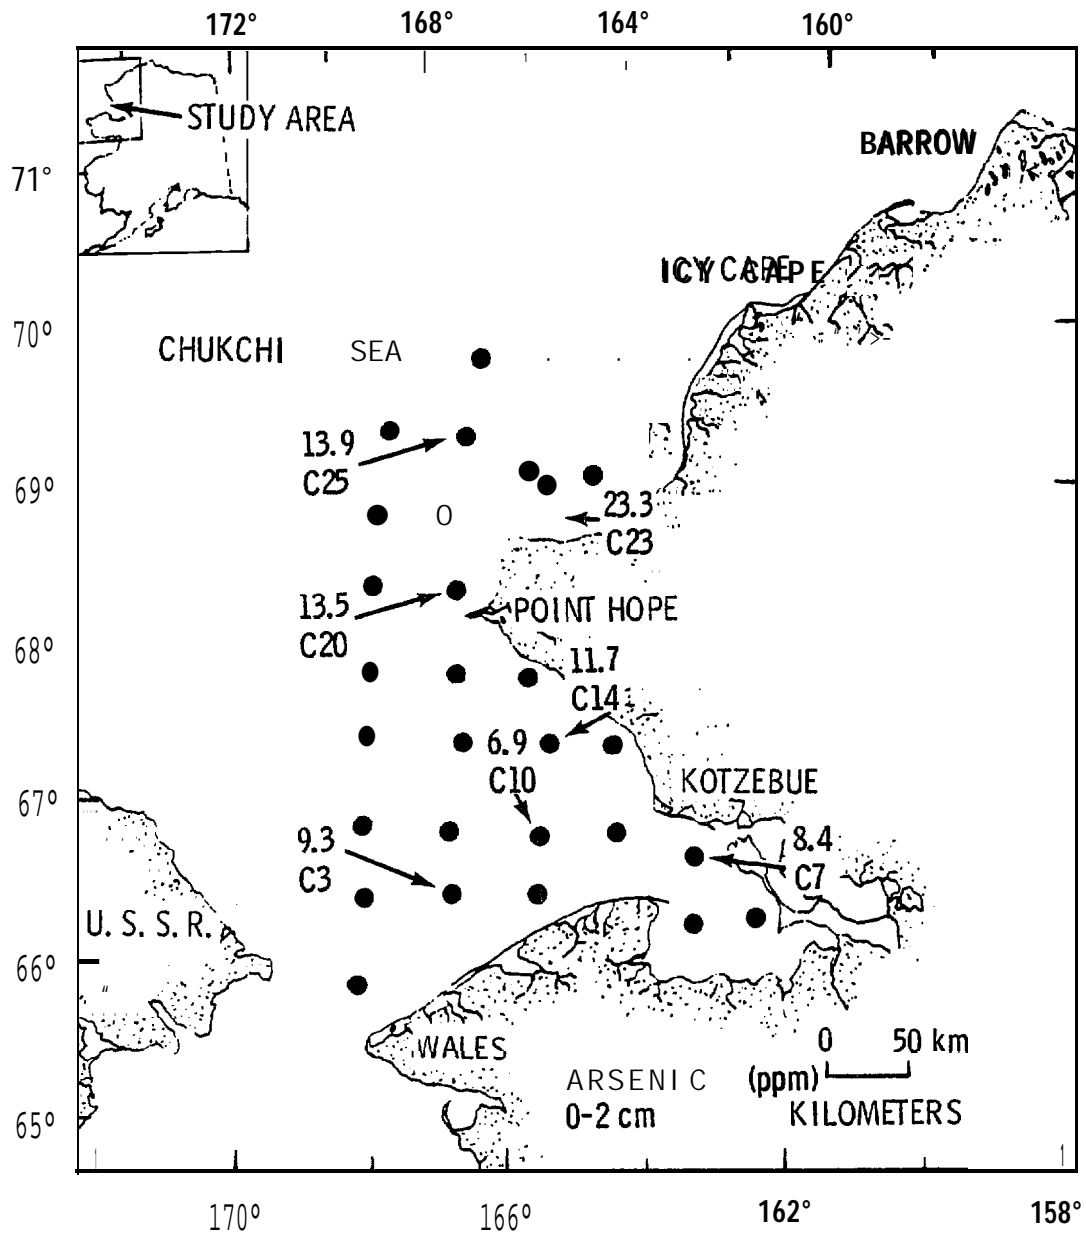 172° 168° 164° 160°
STUDY AREA
BARROW
71°
ICY CAPE
70°
CHUKCHI SEA
13.9
C25
69°
23.3
C23
O
13.5
C20
POINT HOPE
68°
11.7
C14
6.9
C10
KOTZEBUE
67°
9.3
C3
8.4
C7
U. S. S. R.
66°
WALES
0 50 km
ARSENIC (ppm)
0-2 cm
KILOMETERS
65°
170° 166° 162° 158°